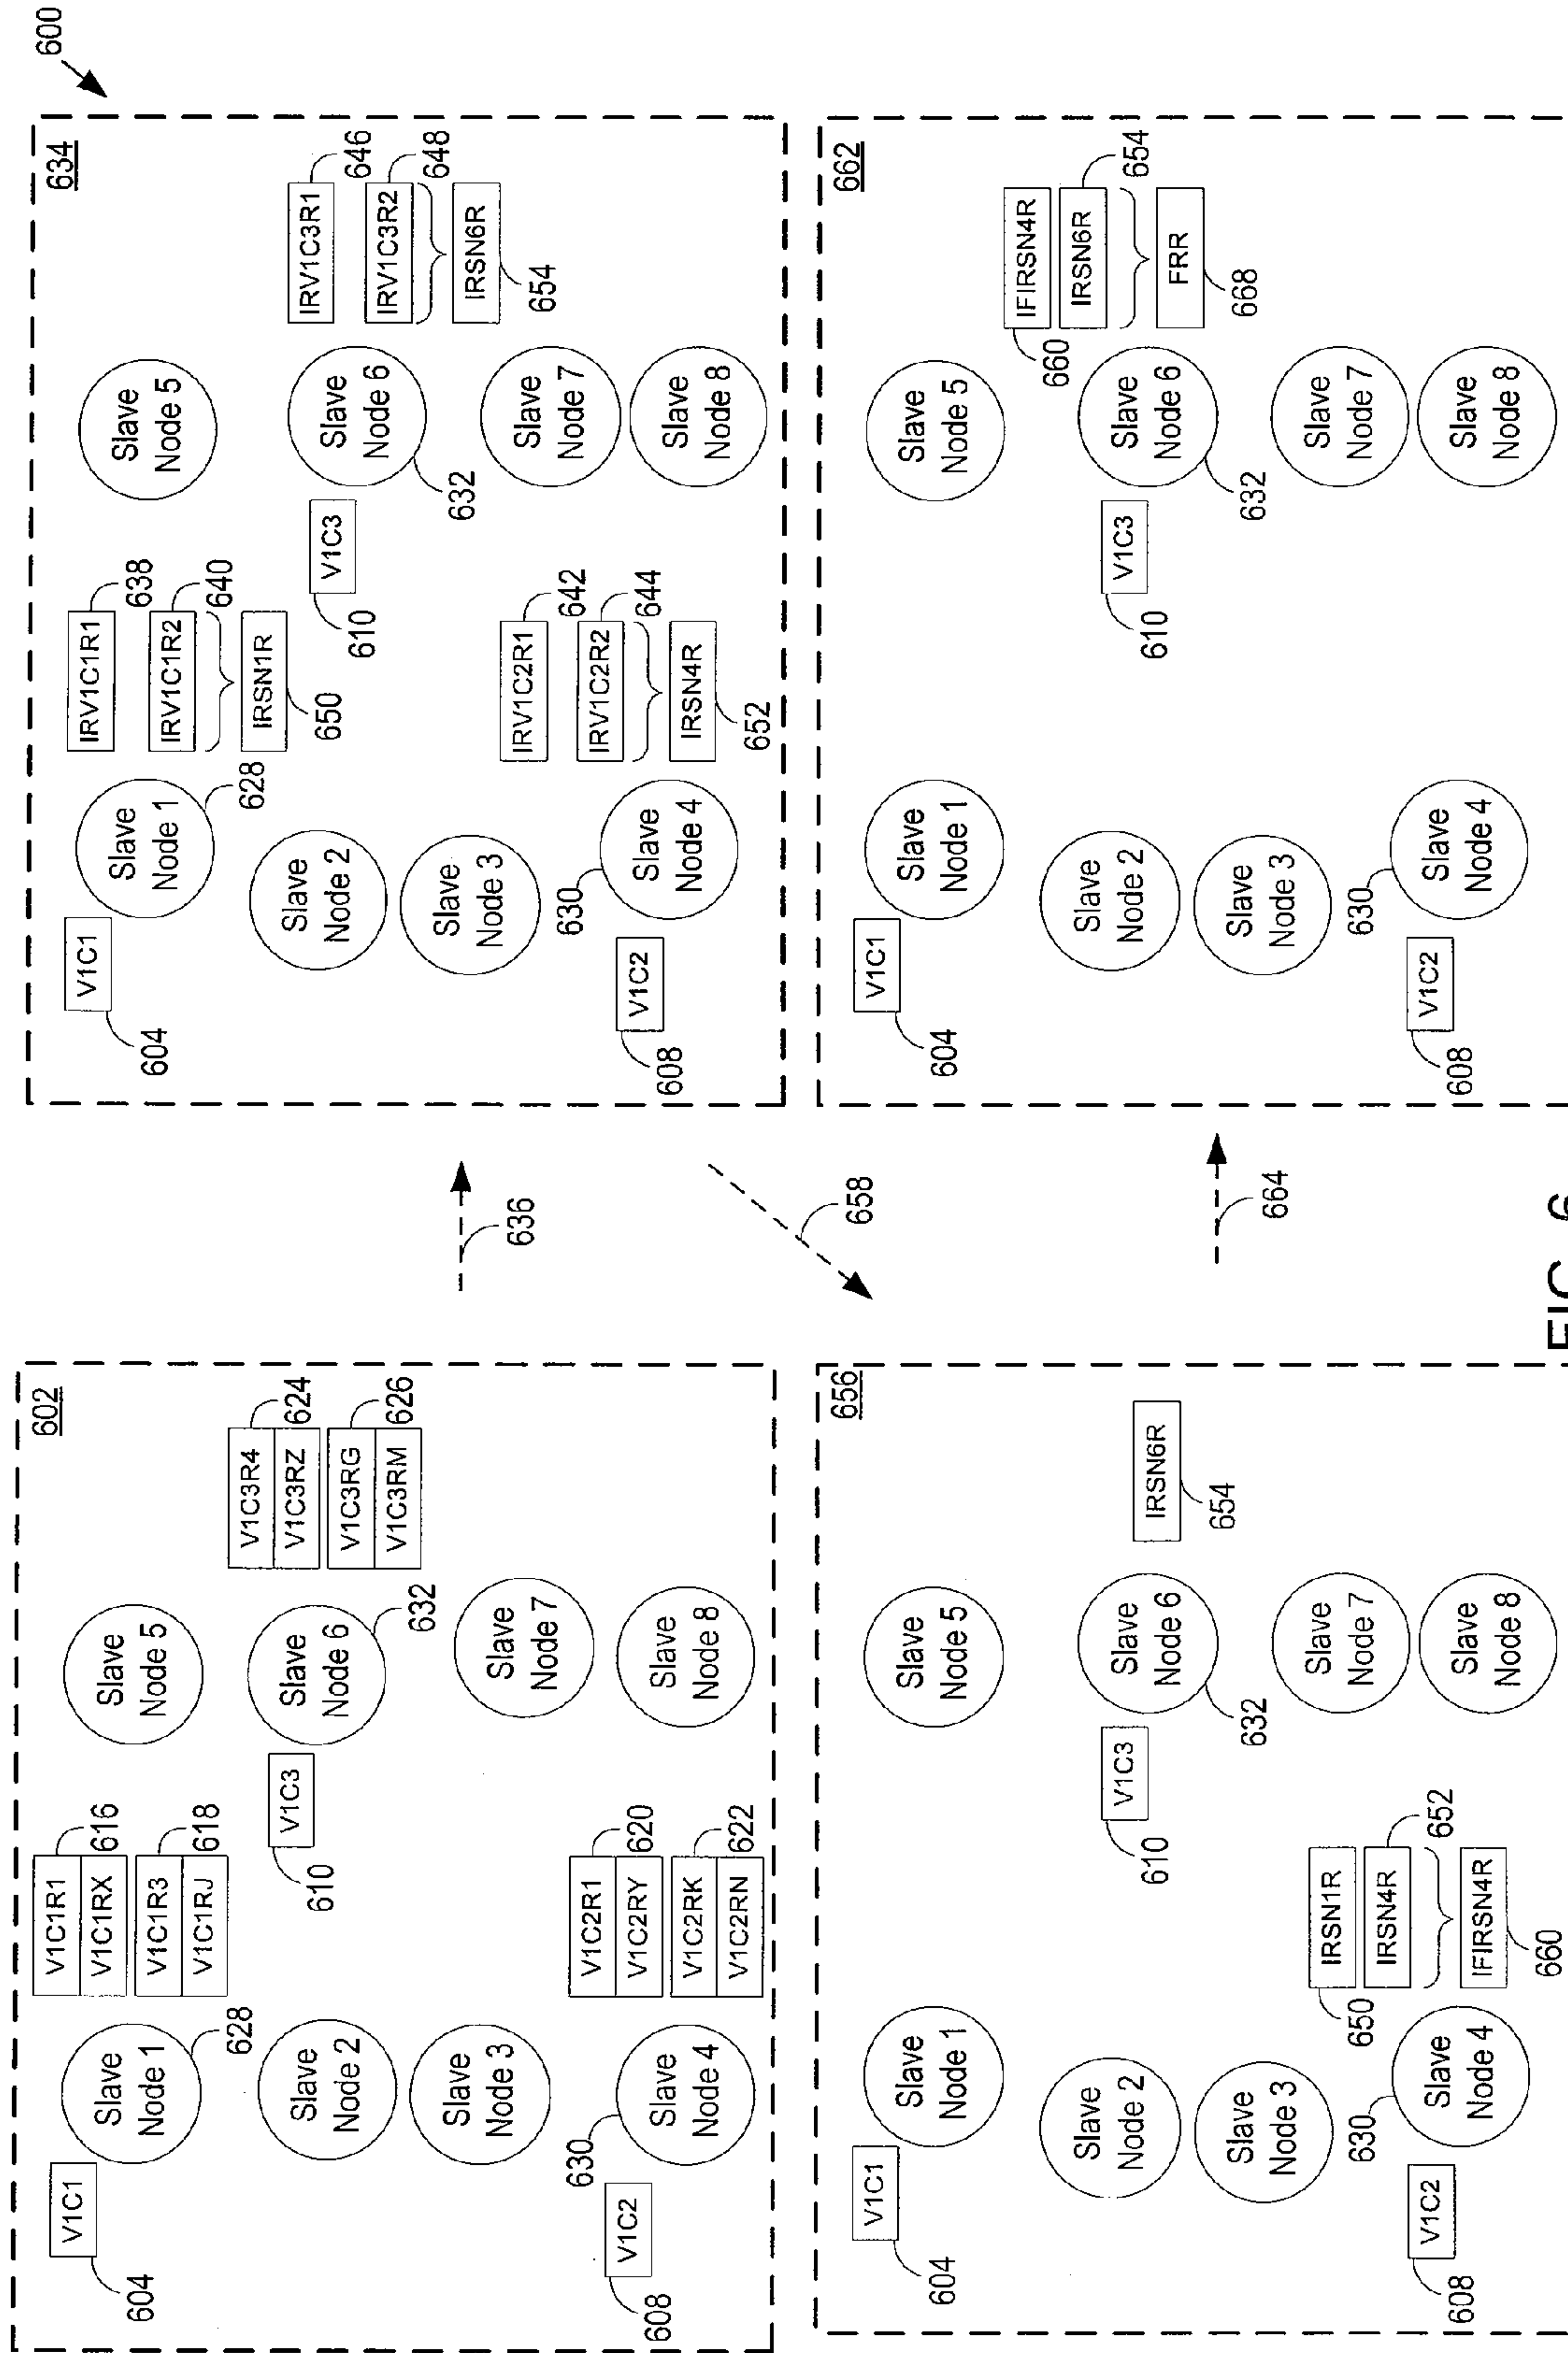 600
602
V1C1
604
Slave
Node 1
628
V1C1R1
V1C1RX
616
V1C1R3
V1C1RJ
618
Slave
Node 2
Slave
Node 3
630
Slave
Node 4
V1C2
608
V1C2R1
V1C2RY
620
V1C2RK
V1C2RN
622
Slave
Node 5
V1C3
610
Slave
Node 6
632
V1C3R4
V1C3RZ
624
V1C3RG
V1C3RM
626
Slave
Node 7
Slave
Node 8
636
634
V1C1
604
Slave
Node 1
628
IRV1C1R1
638
IRV1C1R2
640
IRSN1R
650
Slave
Node 2
Slave
Node 3
630
Slave
Node 4
V1C2
608
IRV1C2R1
642
IRV1C2R2
644
IRSN4R
652
Slave
Node 5
V1C3
610
Slave
Node 6
632
IRV1C3R1
646
IRV1C3R2
648
IRSN6R
654
Slave
Node 7
Slave
Node 8
658
656
V1C1
604
Slave
Node 1
Slave
Node 2
Slave
Node 3
630
Slave
Node 4
V1C2
608
IRSN1R
650
IRSN4R
652
IFIRSN4R
660
Slave
Node 5
V1C3
610
Slave
Node 6
632
IRSN6R
654
Slave
Node 7
Slave
Node 8
664
662
V1C1
604
Slave
Node 1
Slave
Node 2
Slave
Node 3
630
Slave
Node 4
V1C2
608
Slave
Node 5
V1C3
610
Slave
Node 6
632
IFIRSN4R
660
IRSN6R
654
FRR
668
Slave
Node 7
Slave
Node 8